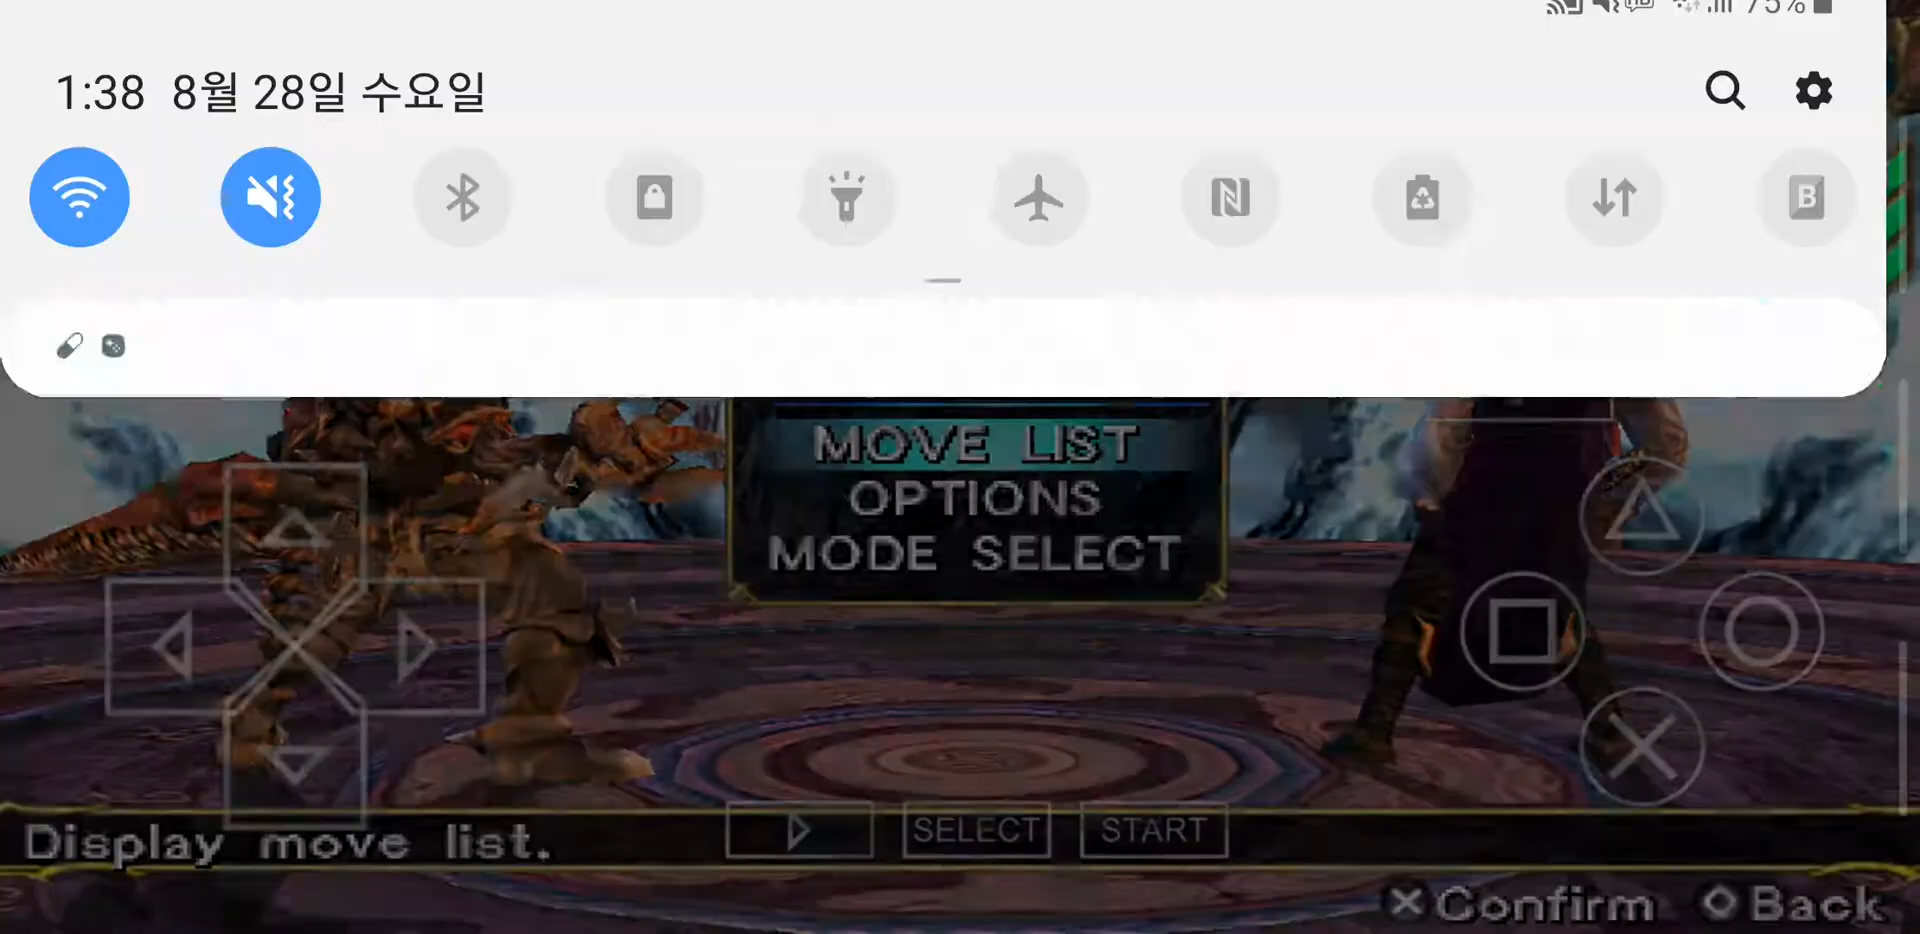 75%
1:38 8월 28일 수요일
B
MOVE LIST
OPTIONS
MODE SELECT
SELECT
START
Display move list.
Confirm
Back